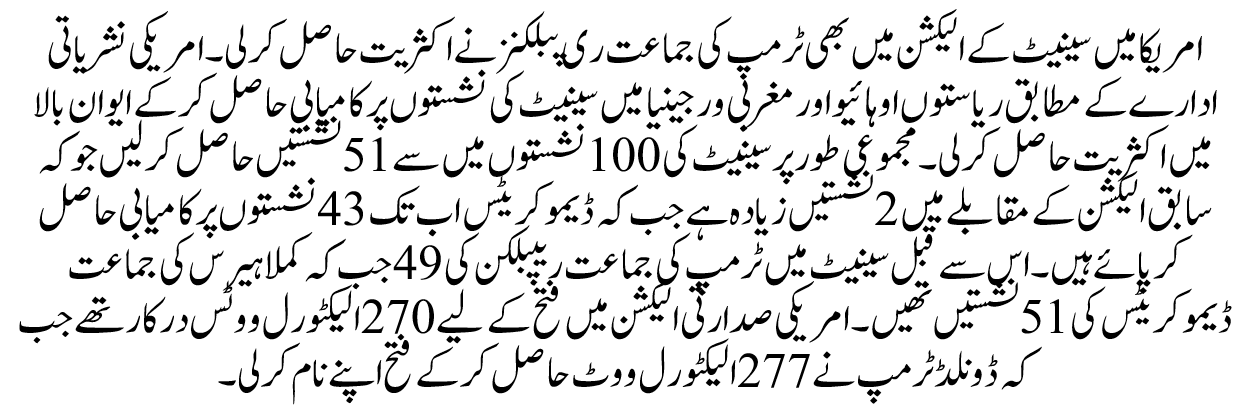 امریکا میں سینیٹ کے الیکشن میں بھی ٹرمپ کی جماعت ری پبلکنز نے اکثریت حاصل کرلی۔ امریکی نشریاتی
ادارے کے مطابق ریاستوں اوہائیو اور مغربی ورجینیا میں سینیٹ کی نشستوں پر کامیابی حاصل کرکے ایوان بالا
میں اکثریت حاصل کرلی۔ مجموعی طور پر سینیٹ کی 100 نشستوں میں سے 51 نشستیں حاصل کرلیں جو کہ
سابق الیکشن کے مقابلے میں 2 نشستیں زیادہ ہے جب کہ ڈیموکریٹس اب تک 43 نشستوں پر کامیابی حاصل
کرپائے ہیں۔ اس سے قبل سینیٹ میں ٹرمپ کی جماعت ریپبلکن کی 49 جب کہ کملا ہیرس کی جماعت
ڈیموکریٹس کی 51 نشستیں تھیں۔ امریکی صدارتی الیکشن میں فتح کے لیے 270 الیکٹورل ووٹس درکار تھے جب
کہ ڈونلڈ ٹرمپ نے 277 الیکٹورل ووٹ حاصل کرکے فتح اپنے نام کرلی۔